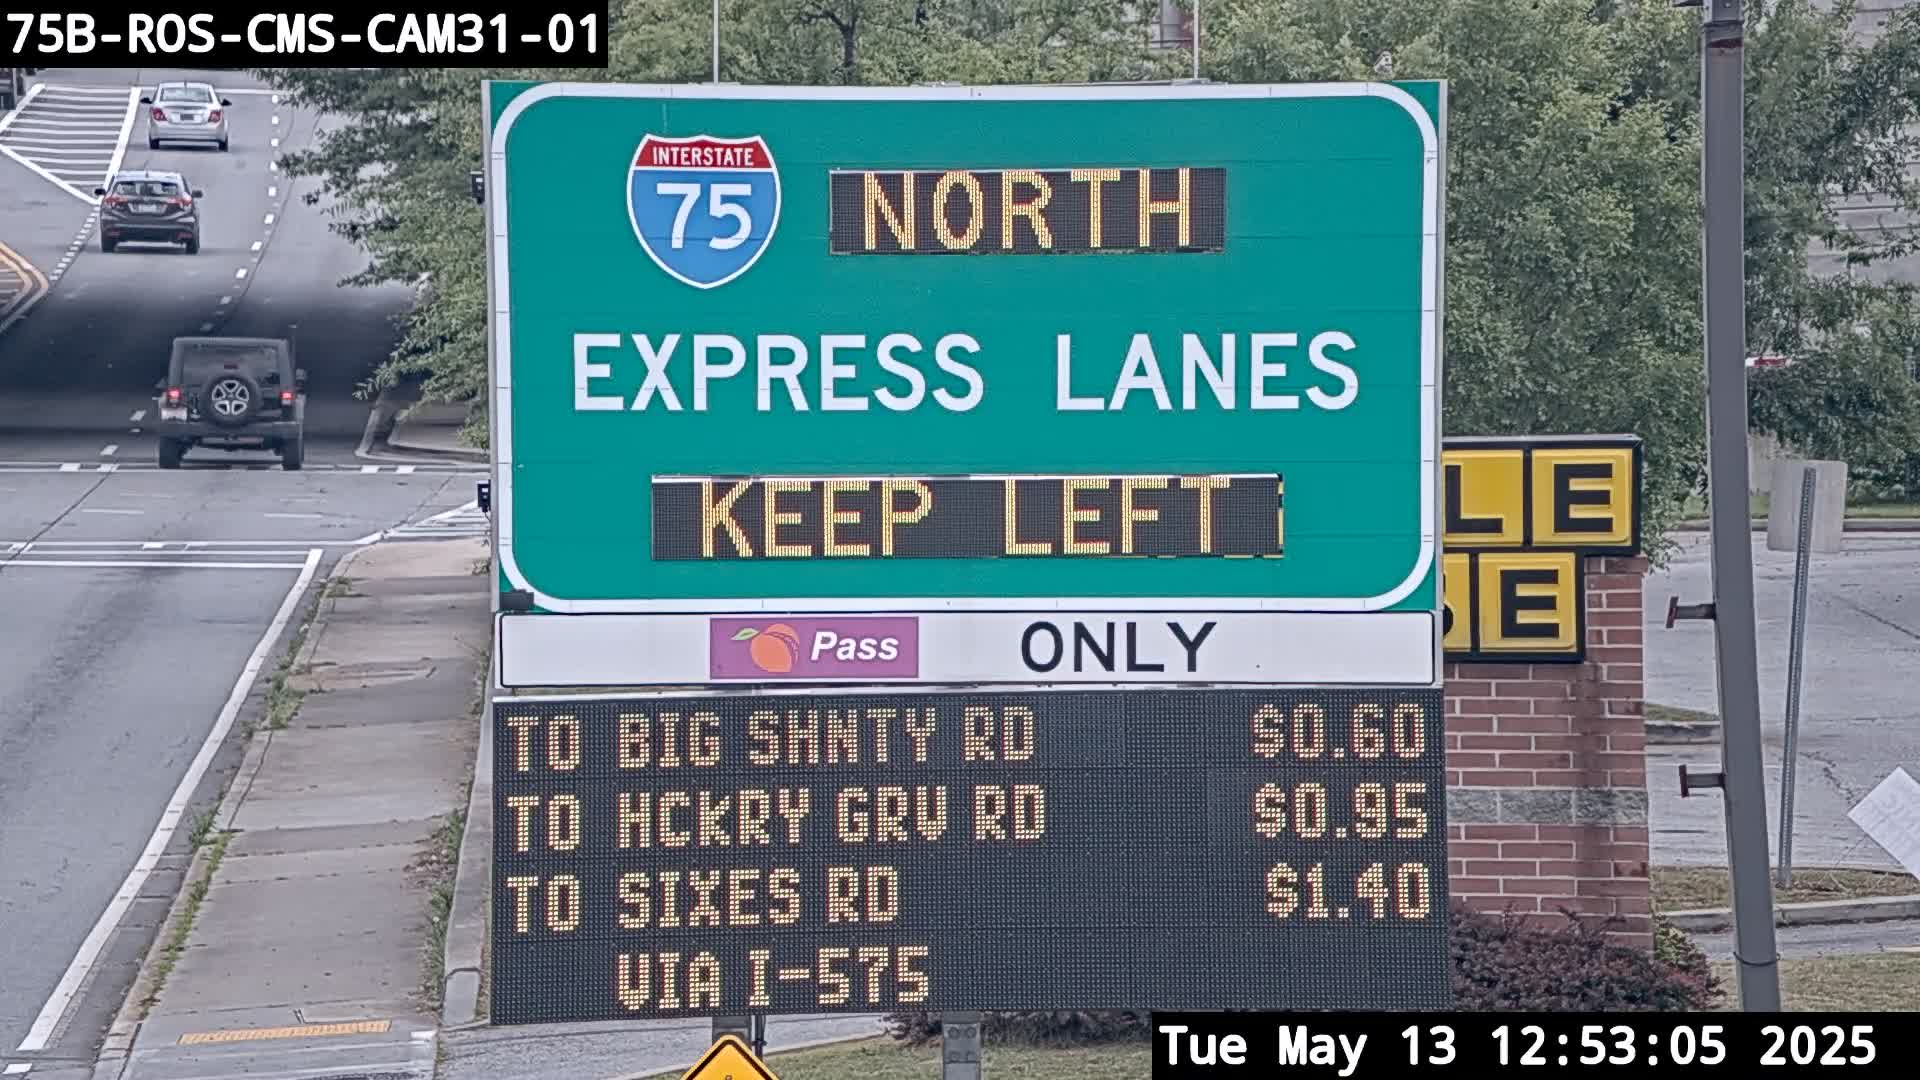 75B-ROS-CMS-CAM31-01
INTERSTATE
75
NORTH
EXPRESS LANES
KEEP LEFT
Pass ONLY
TO BIG SHNTY RD $0.60
TO HCKRY GRV RD $0.95
TO SIXES RD $1.40
VIA I-575
LE
E
Tue May 13 12:53:05 2025